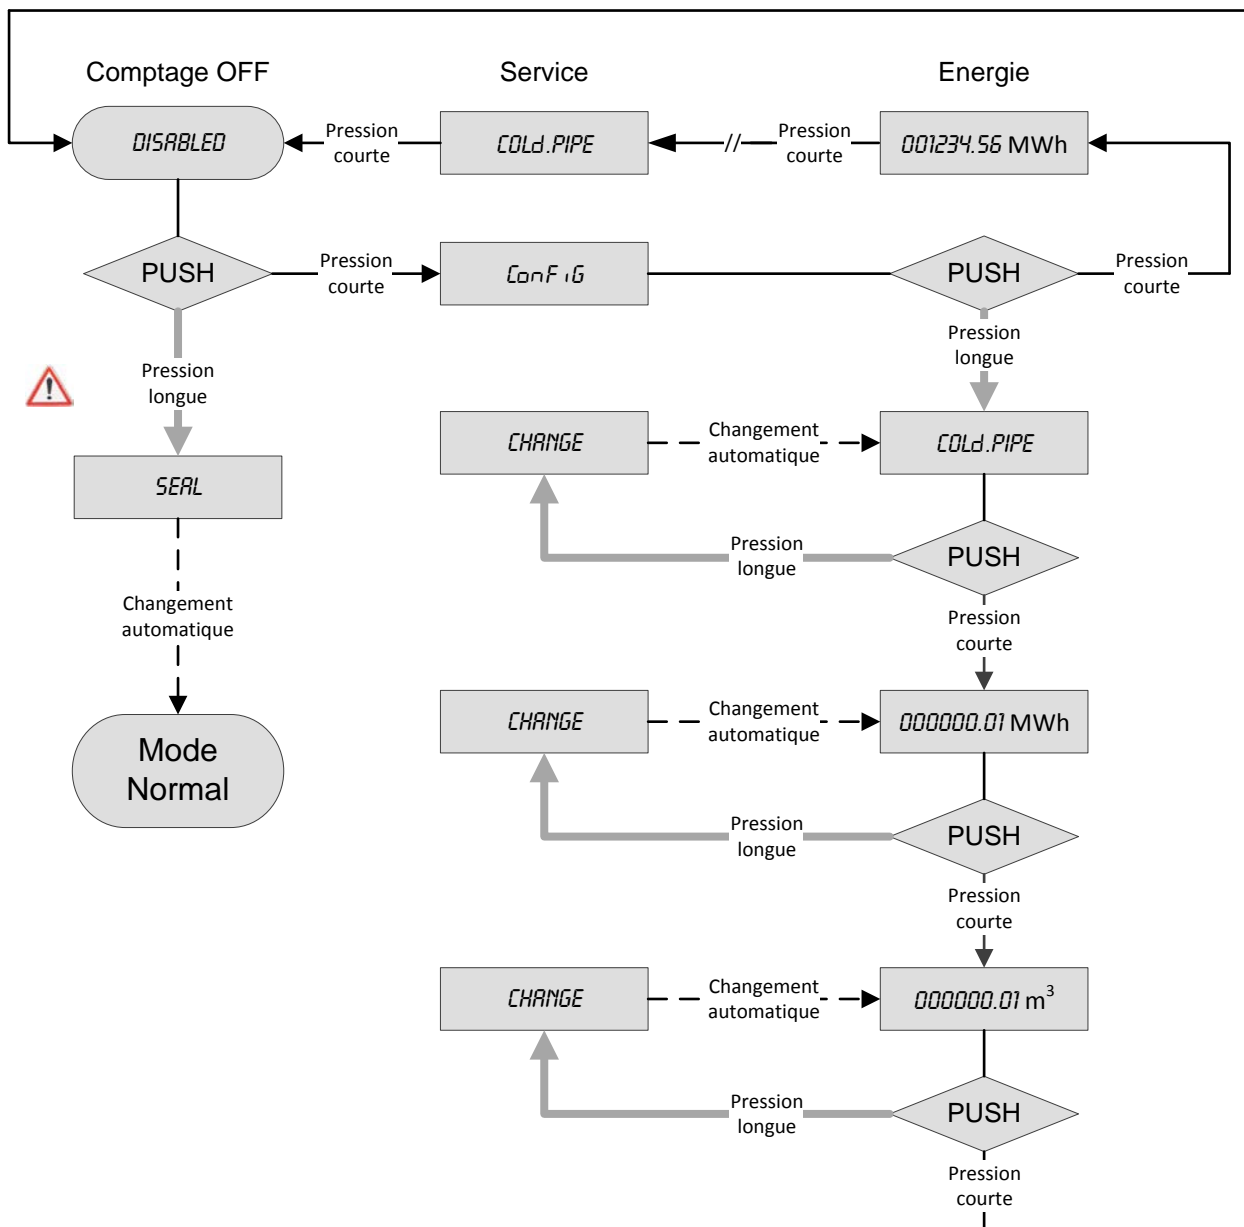 Comptage OFF
Service
Energie
DISABLED
Pression
courte
COLd.PIPE
//
Pression
courte
001234.56 MWh
PUSH
Pression
courte
ConFiG
PUSH
Pression
courte
Pression
longue
Pression
longue
CHANGE
Changement
automatique
COLd.PIPE
SEAL
Pression
longue
PUSH
Changement
automatique
Pression
courte
CHANGE
Changement
automatique
000000.01 MWh
Mode
Normal
Pression
longue
PUSH
Pression
courte
CHANGE
Changement
automatique
000000.01 m³
Pression
longue
PUSH
Pression
courte